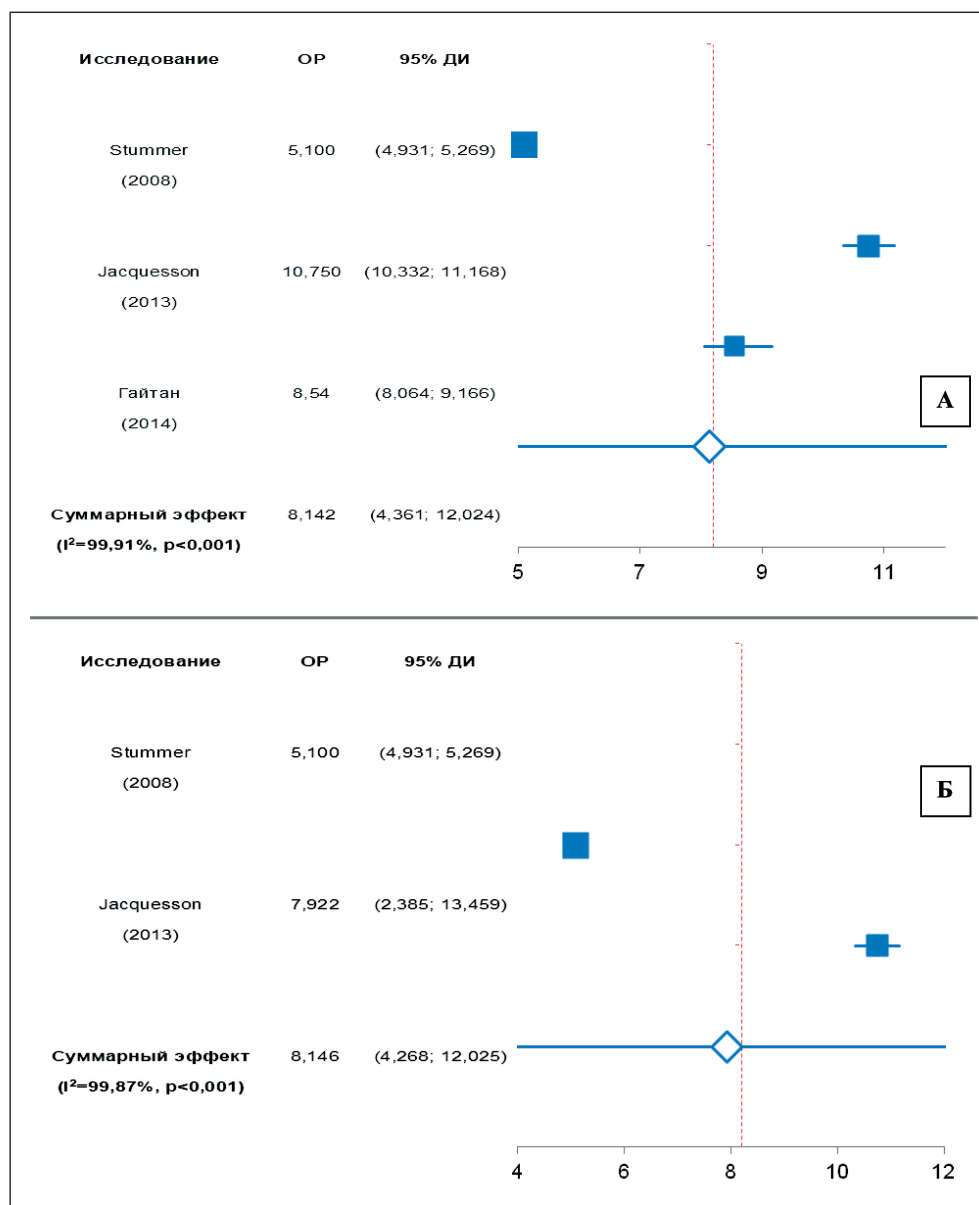 Исследование ОР 95% ДИ
Stummer 5,100 (4,931; 5,269)
(2008)
Jacquesson 10,750 (10,332; 11,168)
(2013)
Гайтан 8,54 (8,064; 9,166)
(2014)
А
Суммарный эффект 8,142 (4,361; 12,024)
(I²=99,91%, p<0,001)
5 7 9 11
Исследование ОР 95% ДИ
Stummer 5,100 (4,931; 5,269)
(2008)
Б
Jacquesson 7,922 (2,385; 13,459)
(2013)
Суммарный эффект 8,146 (4,268; 12,025)
(I²=99,87%, p<0,001)
4 6 8 10 12